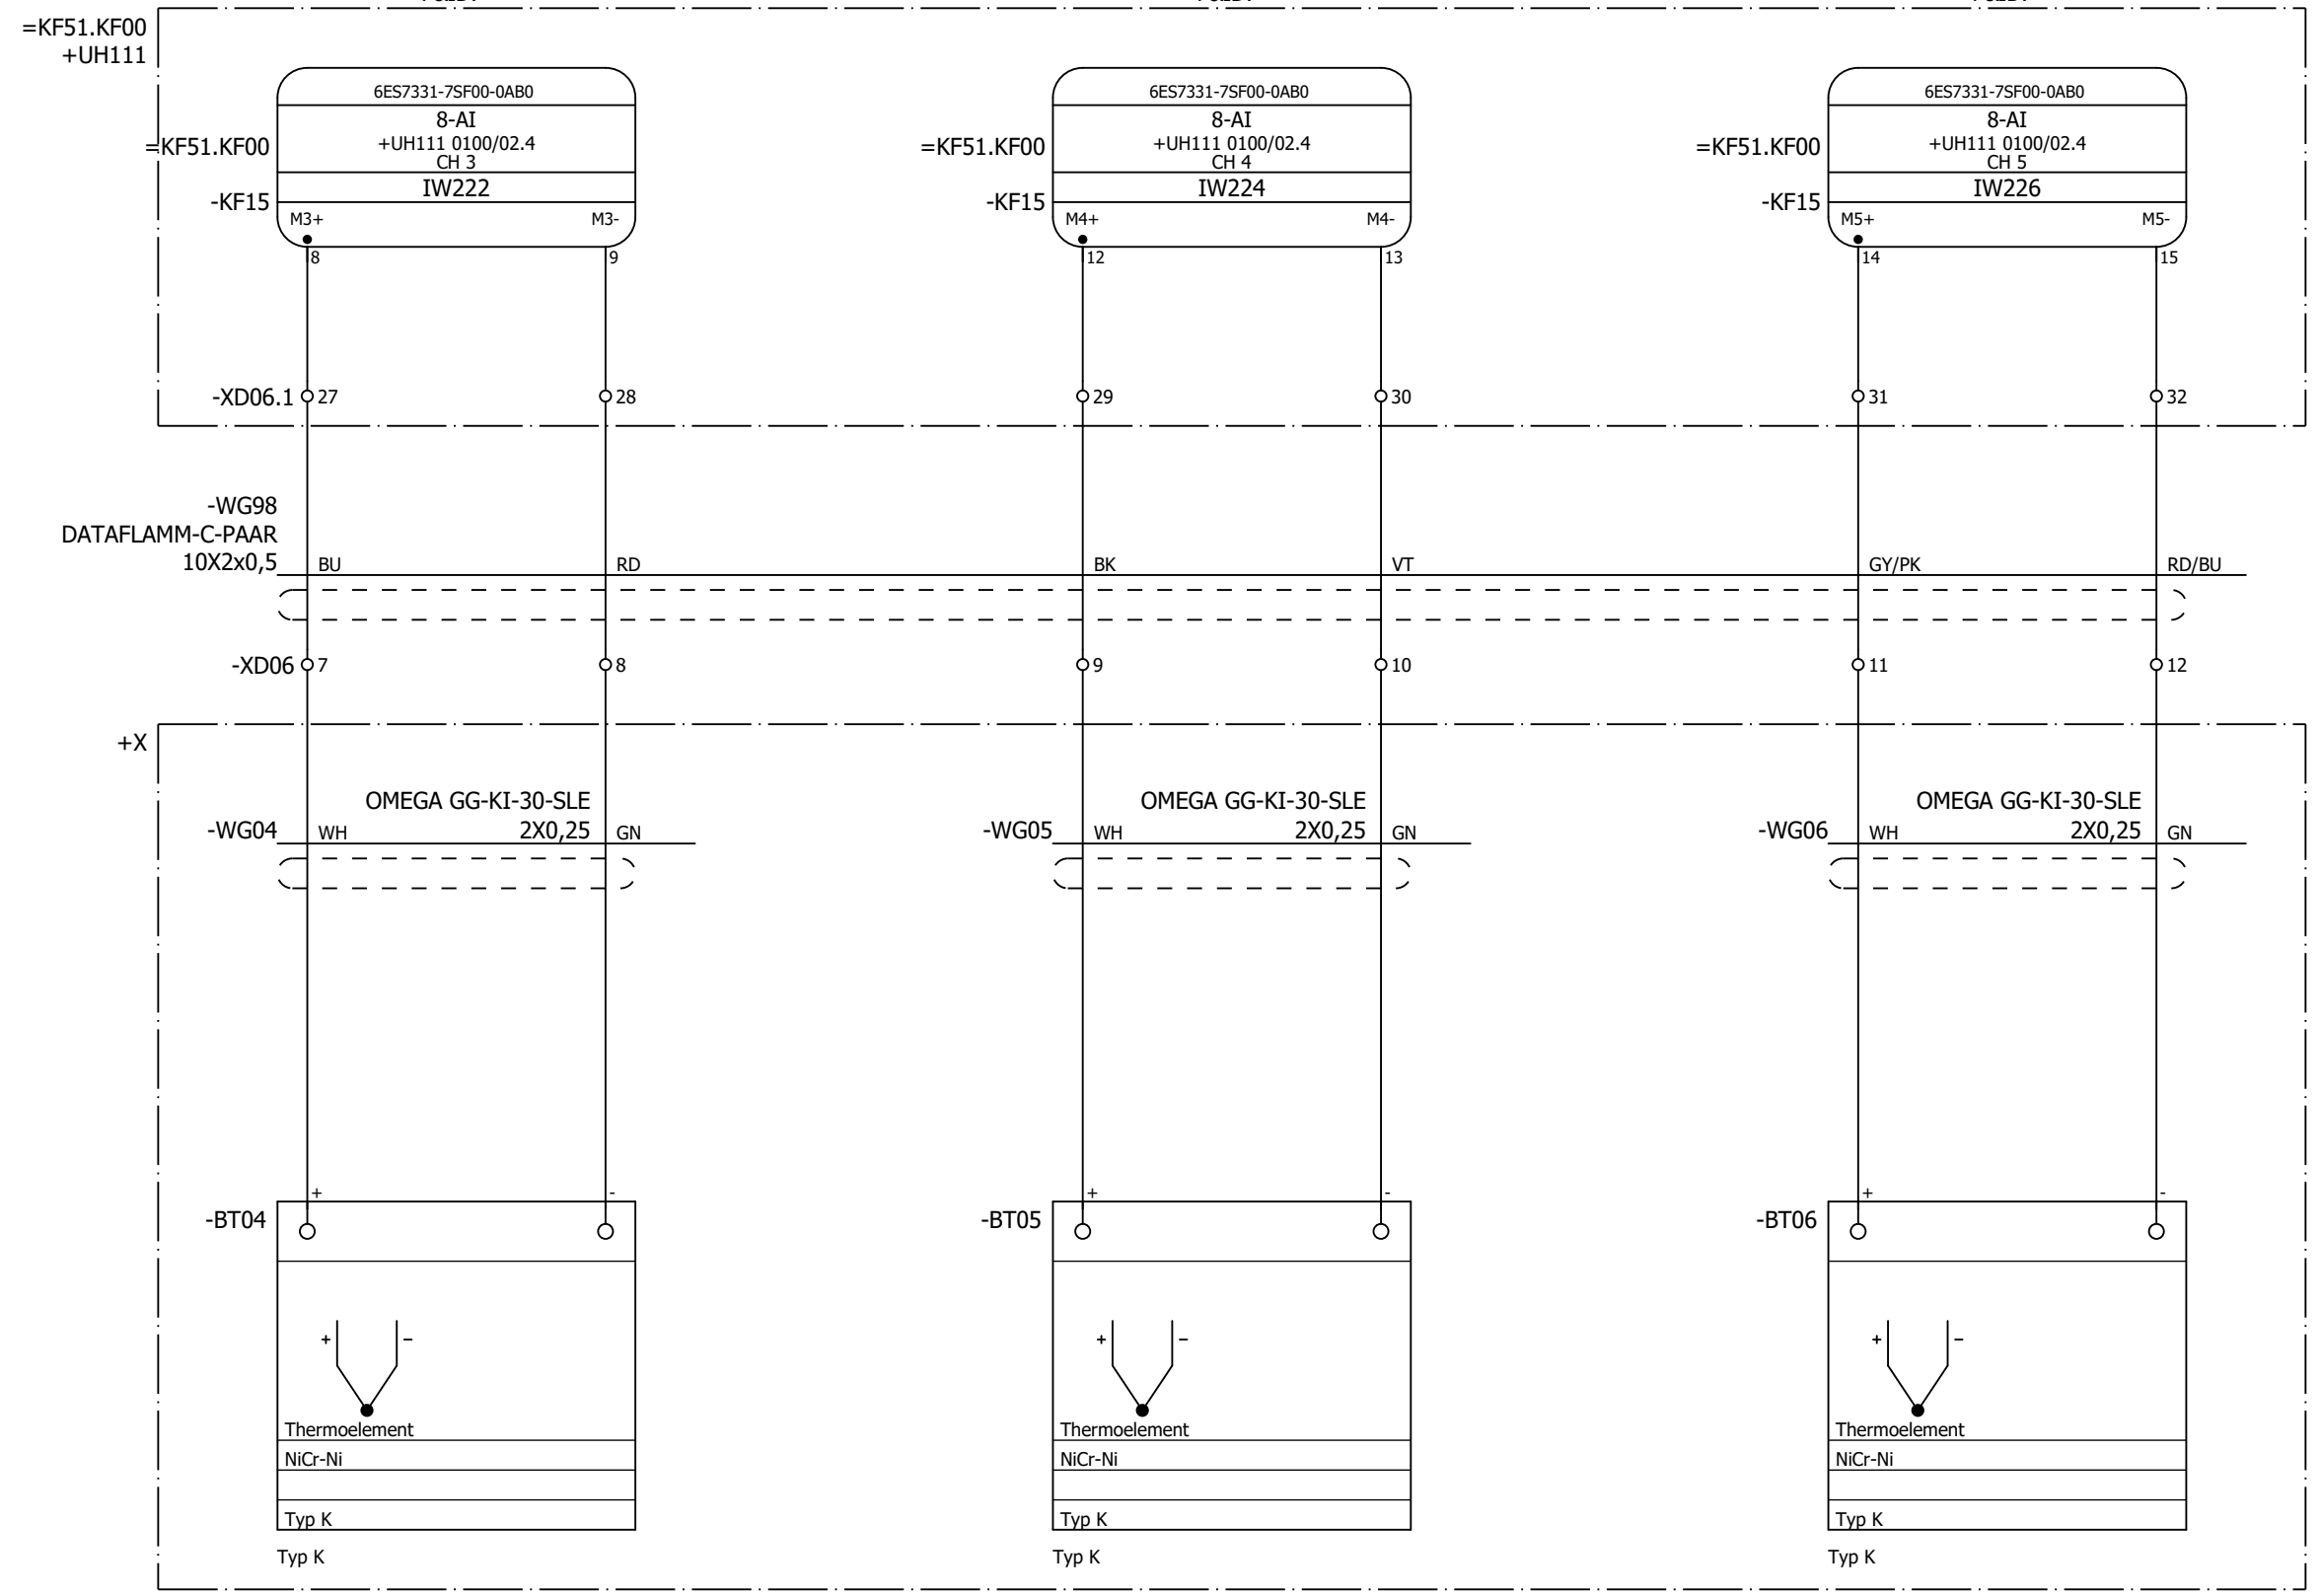 =KF51.KF00
+UH111
6ES7331-7SF00-0AB0 6ES7331-7SF00-0AB0 6ES7331-7SF00-0AB0
8-AI 8-AI 8-AI
=KF51.KF00 +UH111 0100/02.4 =KF51.KF00 +UH111 0100/02.4 =KF51.KF00 +UH111 0100/02.4
CH 3 CH 4 CH 5
-KF15 IW222 -KF15 IW224 -KF15 IW226
M3+ M3- M4+ M4- M5+ M5-
8 9 12 13 14 15
-XD06.1 27 28 29 30 31 32
-WG98
DATAFLAMM-C-PAAR
10X2x0,5 BU RD BK VT GY/PK RD/BU
-XD06 7 8 9 10 11 12
+X
OMEGA GG-KI-30-SLE OMEGA GG-KI-30-SLE OMEGA GG-KI-30-SLE
-WG04 WH 2X0,25 GN -WG05 WH 2X0,25 GN -WG06 WH 2X0,25 GN
+ - + - + -
-BT04 -BT05 -BT06
+ - + - + -
Thermoelement Thermoelement Thermoelement
NiCr-Ni NiCr-Ni NiCr-Ni
Typ K Typ K Typ K
Typ K Typ K Typ K